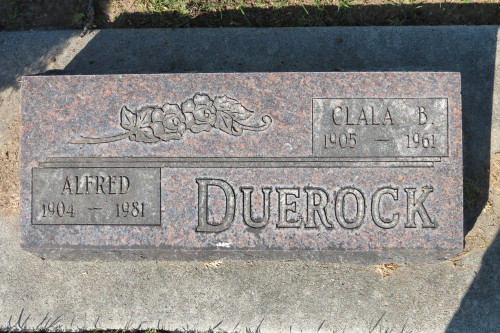 CLALA B.
1905 — 1961
ALFRED
1904 — 1981
DUEROCK